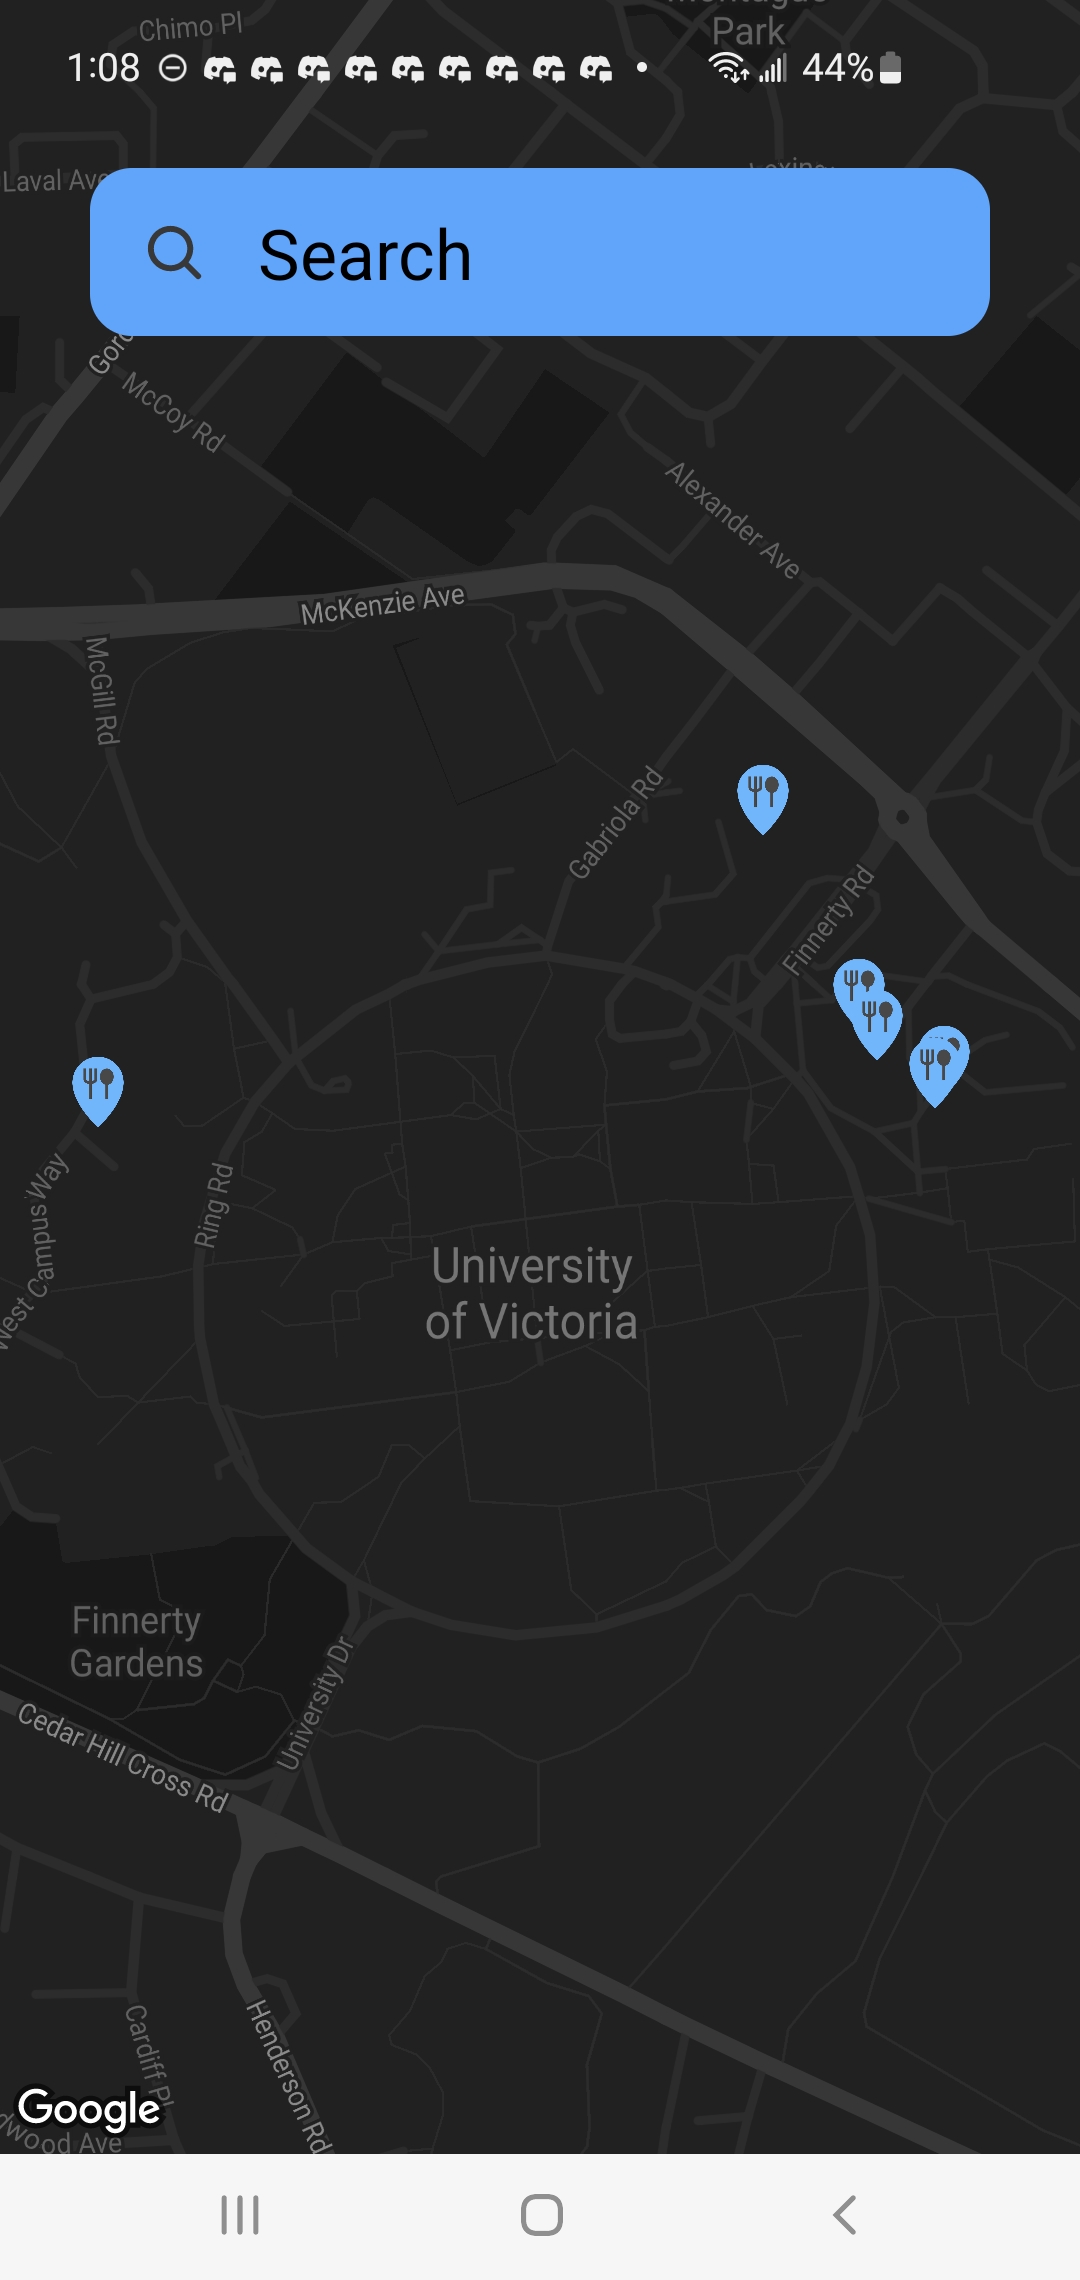 Chimo Pl
Park
1:08
44%
Laval Ave
Search
McCoy Rd
Alexander Ave
McKenzie Ave
McGill Rd
Gabriola Rd
Finnerty Rd
Ring Rd
West Campus Way
University
of Victoria
Finnerty
Gardens
University Dr
Cedar Hill Cross Rd
Cardiff Pl
Henderson Rd
Google